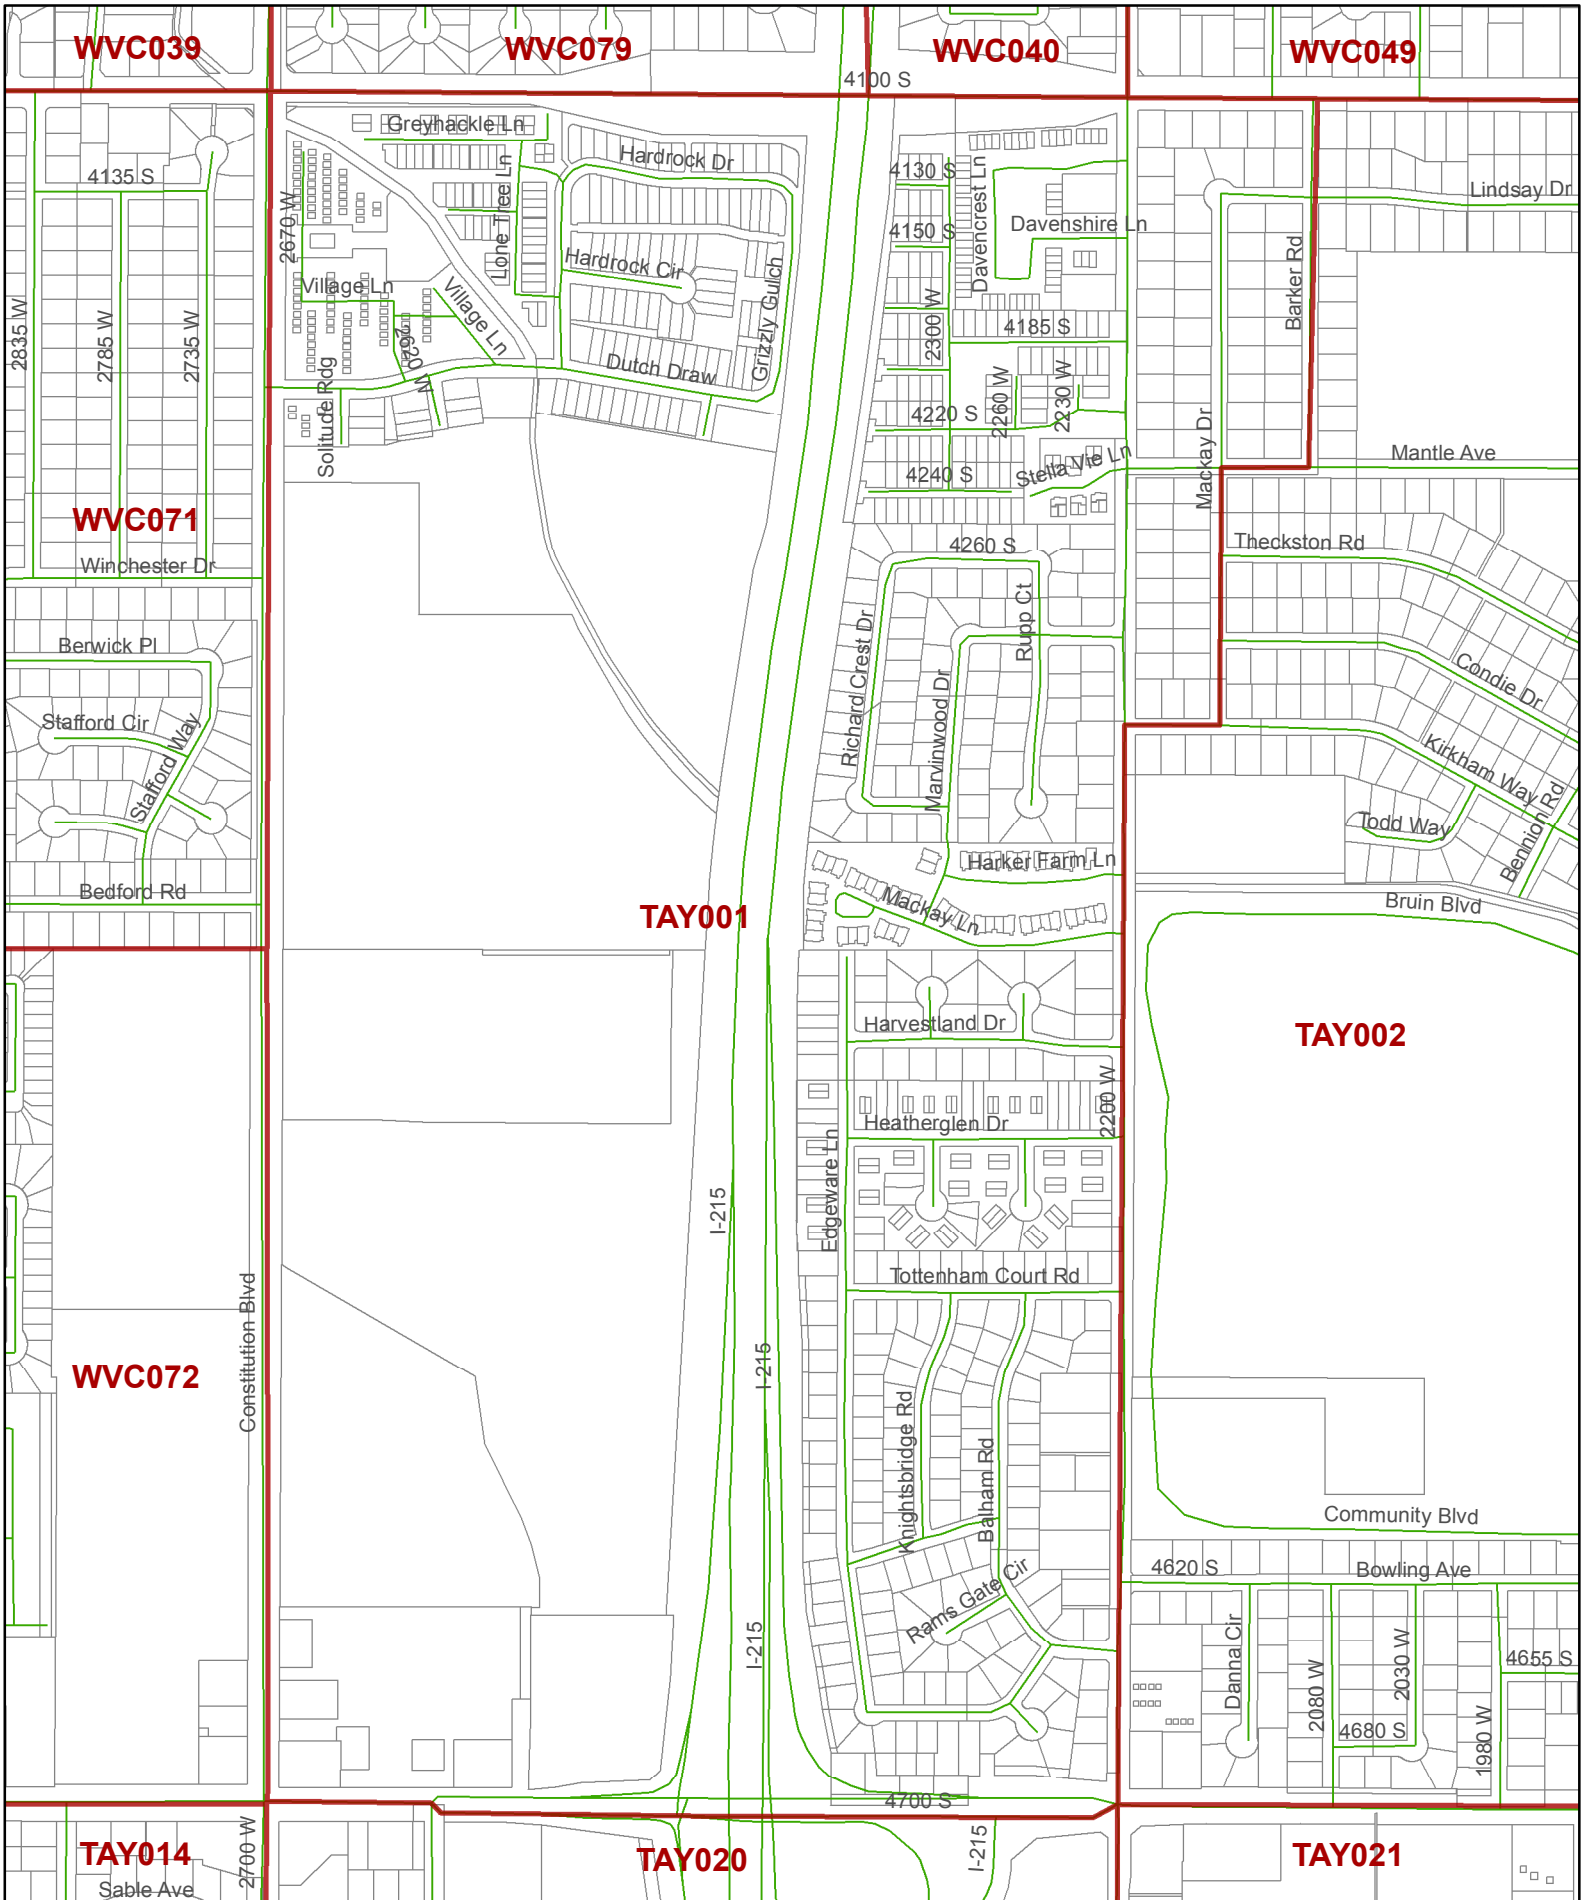 WVC039
WVC079
WVC040
WVC049
4100 S
Greyhackle Ln
Hardrock Dr
4135 S
2670 W
Lone Tree Ln
4130 S
Davencrest Ln
Lindsay Dr
4150 S
Davenshire Ln
Barker Rd
Hardrock Cir
Grizzly Gulch
Village Ln
Village Ln
2835 W
2785 W
2735 W
2620 W
2300 W
4185 S
Dutch Draw
Solitude Rdg
2260 W
2230 W
4220 S
Mackay Dr
4240 S
Stella Vie Ln
Mantle Ave
WVC071
Winchester Dr
4260 S
Theckston Rd
Berwick Pl
Rupp Ct
Richard Crest Dr
Marvinwood Dr
Condie Dr
Stafford Cir
Stafford Way
Kirkham Way
Todd Way
Bennion Rd
Harker Farm Ln
Bedford Rd
Mackay Ln
Bruin Blvd
TAY001
Harvestland Dr
TAY002
2200 W
Heatherglen Dr
Edgeware Ln
I-215
Tottenham Court Rd
Constitution Blvd
I-215
WVC072
Knightsbridge Rd
Balham Rd
Community Blvd
4620 S
Bowling Ave
Rams Gate Cir
I-215
Danna Cir
2080 W
2030 W
4655 S
1980 W
4680 S
4700 S
2700 W
I-215
TAY014
TAY020
TAY021
Sable Ave